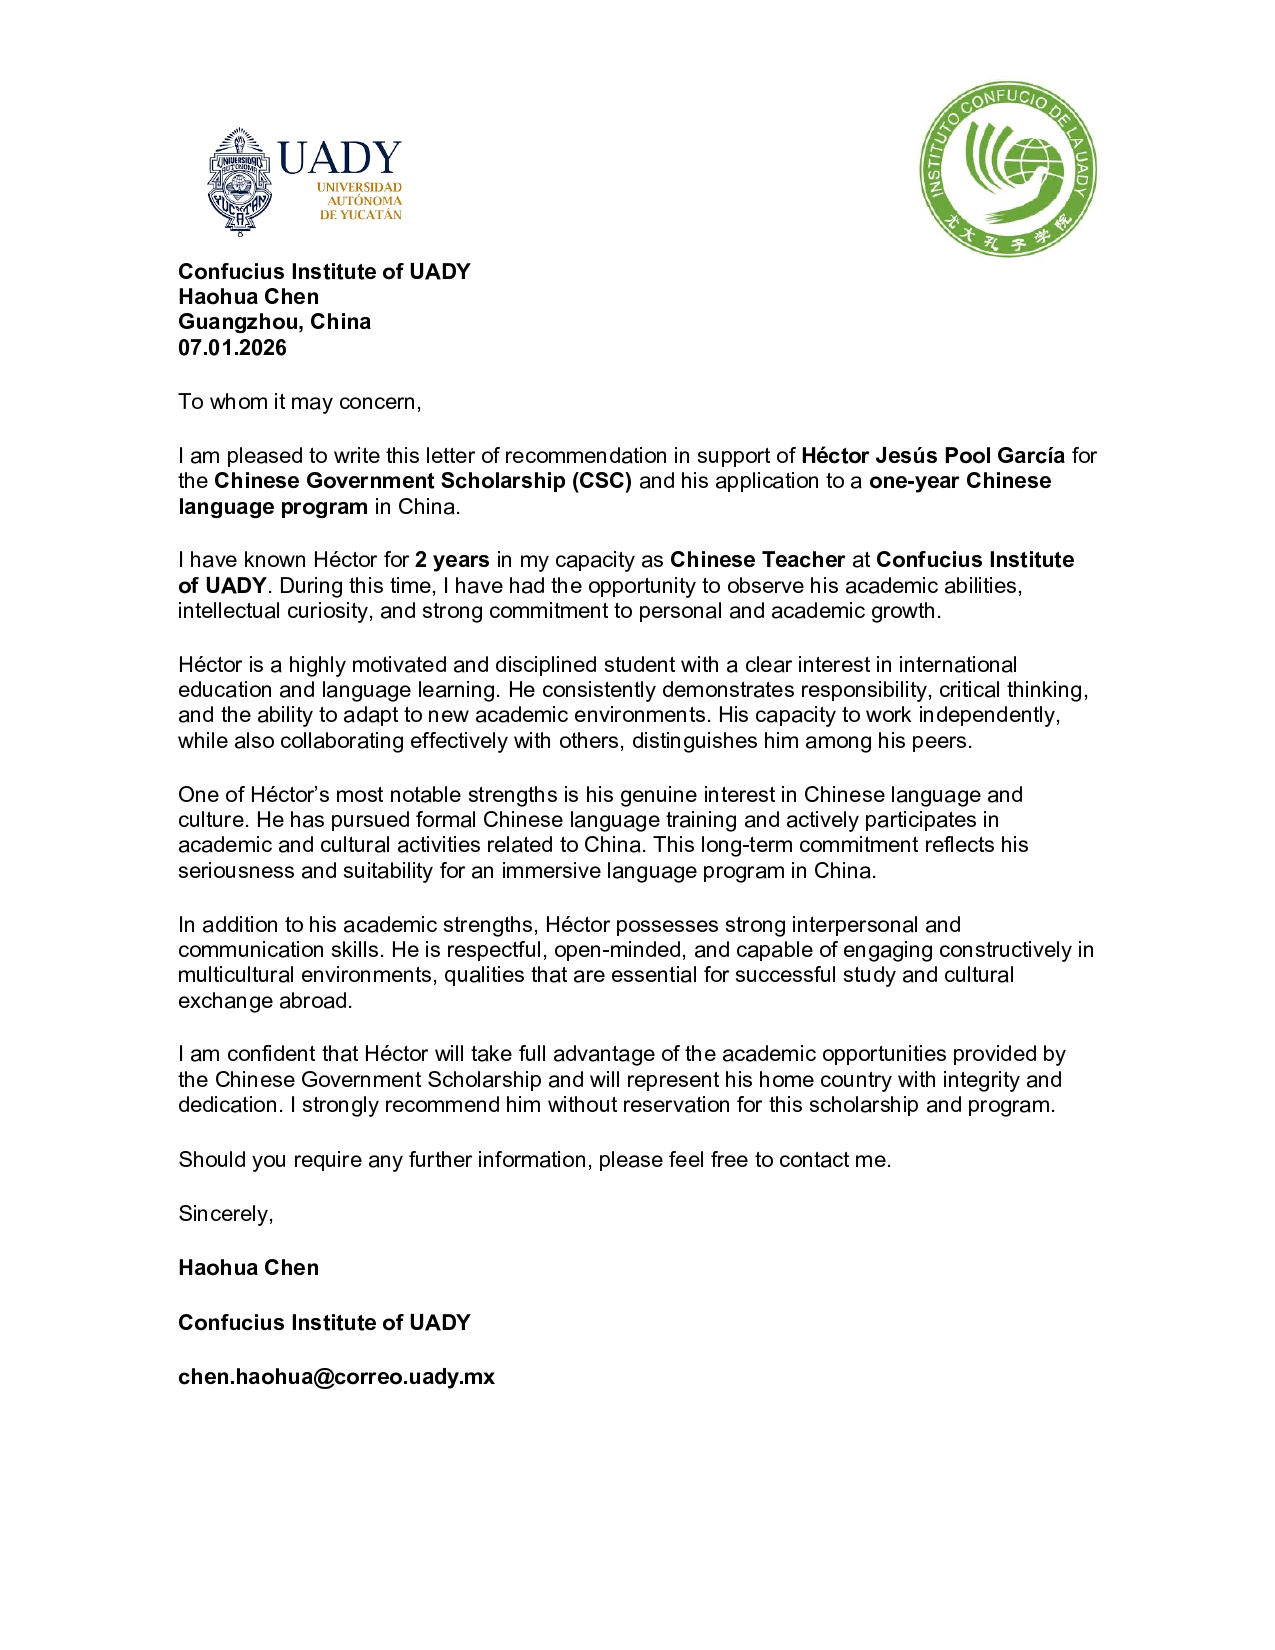 UADY
UNIVERSIDAD
AUTÓNOMA
DE YUCATÁN
UNIVERSIDAD
AUTÓNOMA
YUCATAN
INSTITUTO CONFUCIO DE LA UADY
尤大孔子学院
Confucius Institute of UADY
Haohua Chen
Guangzhou, China
07.01.2026
To whom it may concern,
I am pleased to write this letter of recommendation in support of Héctor Jesús Pool García for
the Chinese Government Scholarship (CSC) and his application to a one-year Chinese
language program in China.
I have known Héctor for 2 years in my capacity as Chinese Teacher at Confucius Institute
of UADY. During this time, I have had the opportunity to observe his academic abilities,
intellectual curiosity, and strong commitment to personal and academic growth.
Héctor is a highly motivated and disciplined student with a clear interest in international
education and language learning. He consistently demonstrates responsibility, critical thinking,
and the ability to adapt to new academic environments. His capacity to work independently,
while also collaborating effectively with others, distinguishes him among his peers.
One of Héctor’s most notable strengths is his genuine interest in Chinese language and
culture. He has pursued formal Chinese language training and actively participates in
academic and cultural activities related to China. This long-term commitment reflects his
seriousness and suitability for an immersive language program in China.
In addition to his academic strengths, Héctor possesses strong interpersonal and
communication skills. He is respectful, open-minded, and capable of engaging constructively in
multicultural environments, qualities that are essential for successful study and cultural
exchange abroad.
I am confident that Héctor will take full advantage of the academic opportunities provided by
the Chinese Government Scholarship and will represent his home country with integrity and
dedication. I strongly recommend him without reservation for this scholarship and program.
Should you require any further information, please feel free to contact me.
Sincerely,
Haohua Chen
Confucius Institute of UADY
chen.haohua@correo.uady.mx